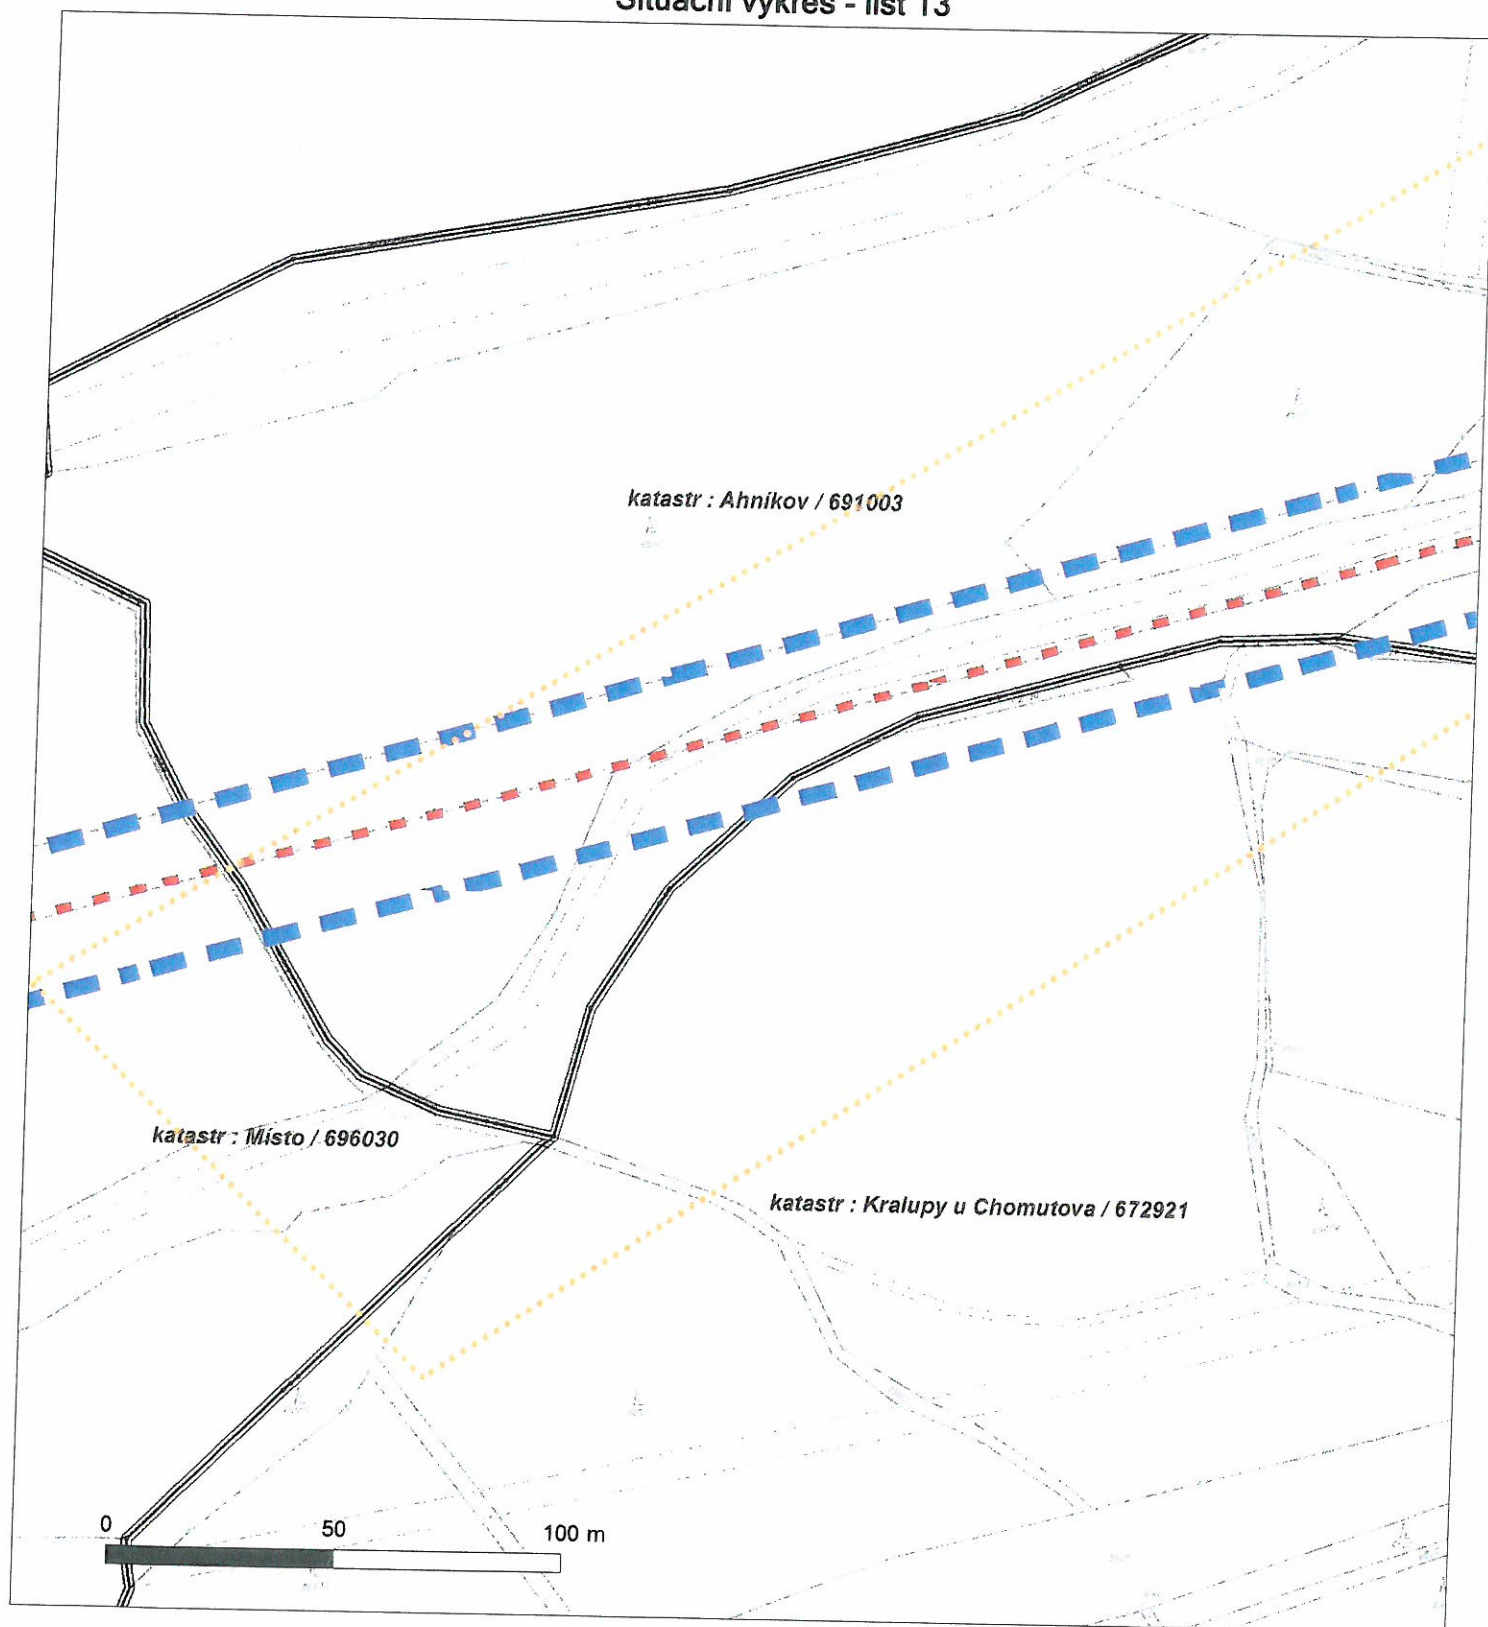 Situační výkres - list 13
katastr : Ahníkov / 691003
katastr : Místo / 696030
katastr : Kralupy u Chomutova / 672921
0 50 100 m